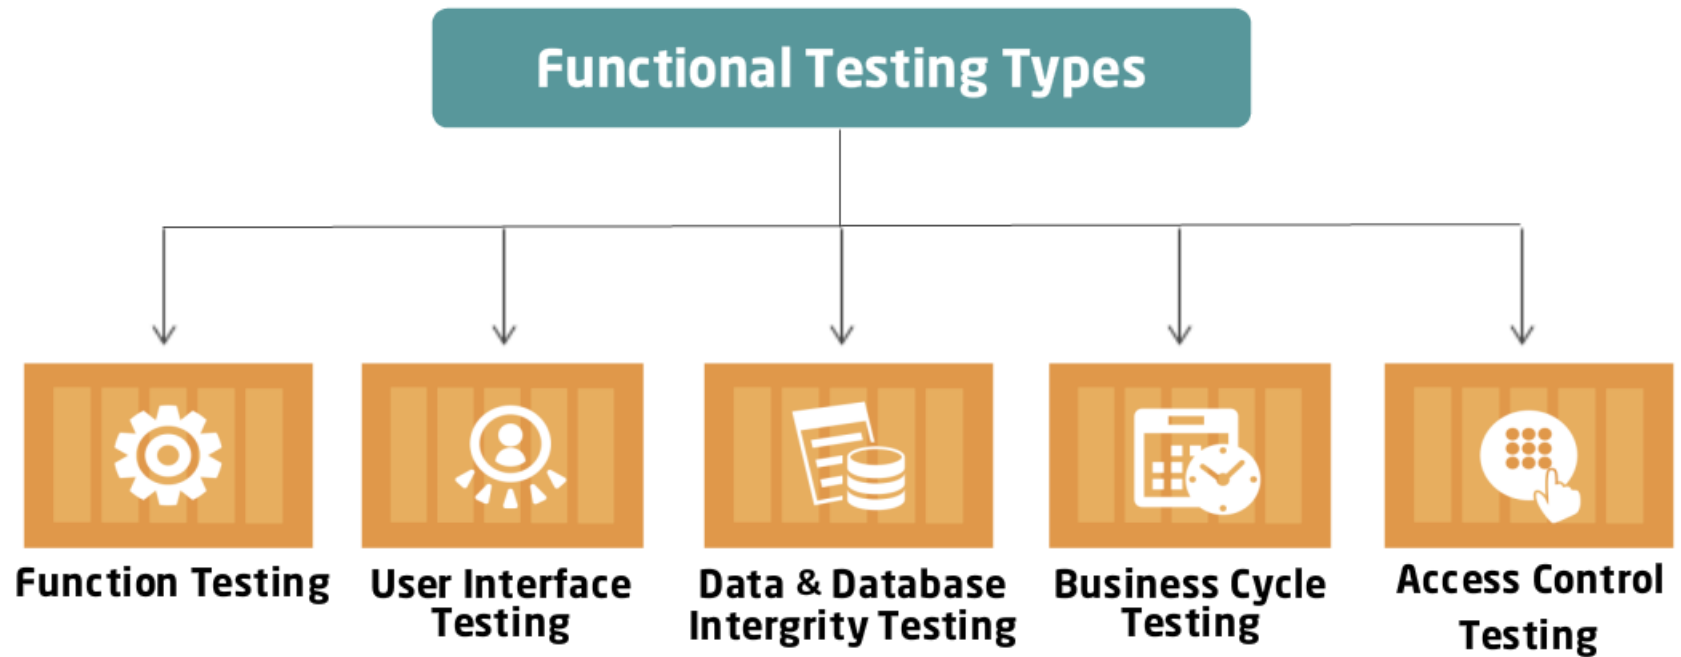 Functional Testing Types
Function Testing
User Interface
Testing
Data & Database
Intergrity Testing
Business Cycle
Testing
Access Control
Testing